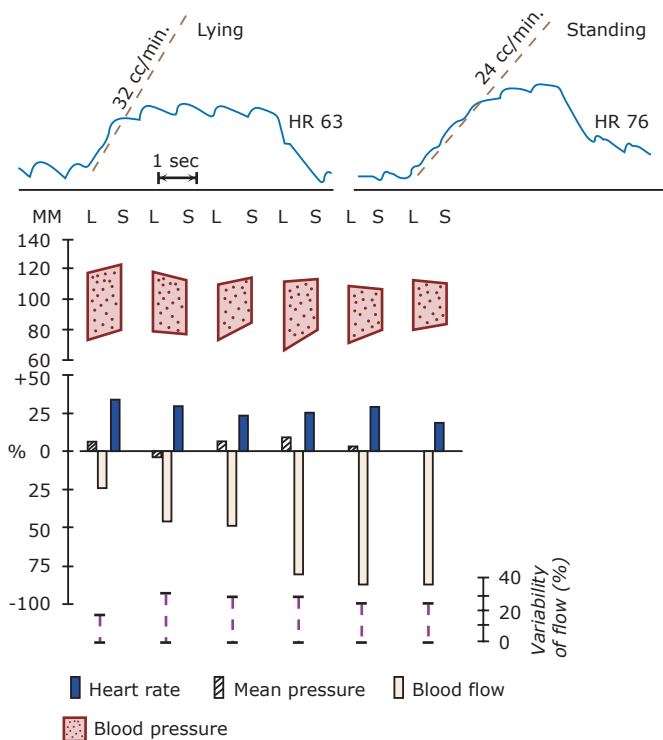 32 cc/min.
Lying
24 cc/min.
Standing
HR 63
HR 76
1 sec
MM L S L S L S L S L S L S
140
120
100
80
60
+50
25
% 0
25
50
75
-100
40
20
0
Variability
of flow (%)
Heart rate
Mean pressure
Blood flow
Blood pressure